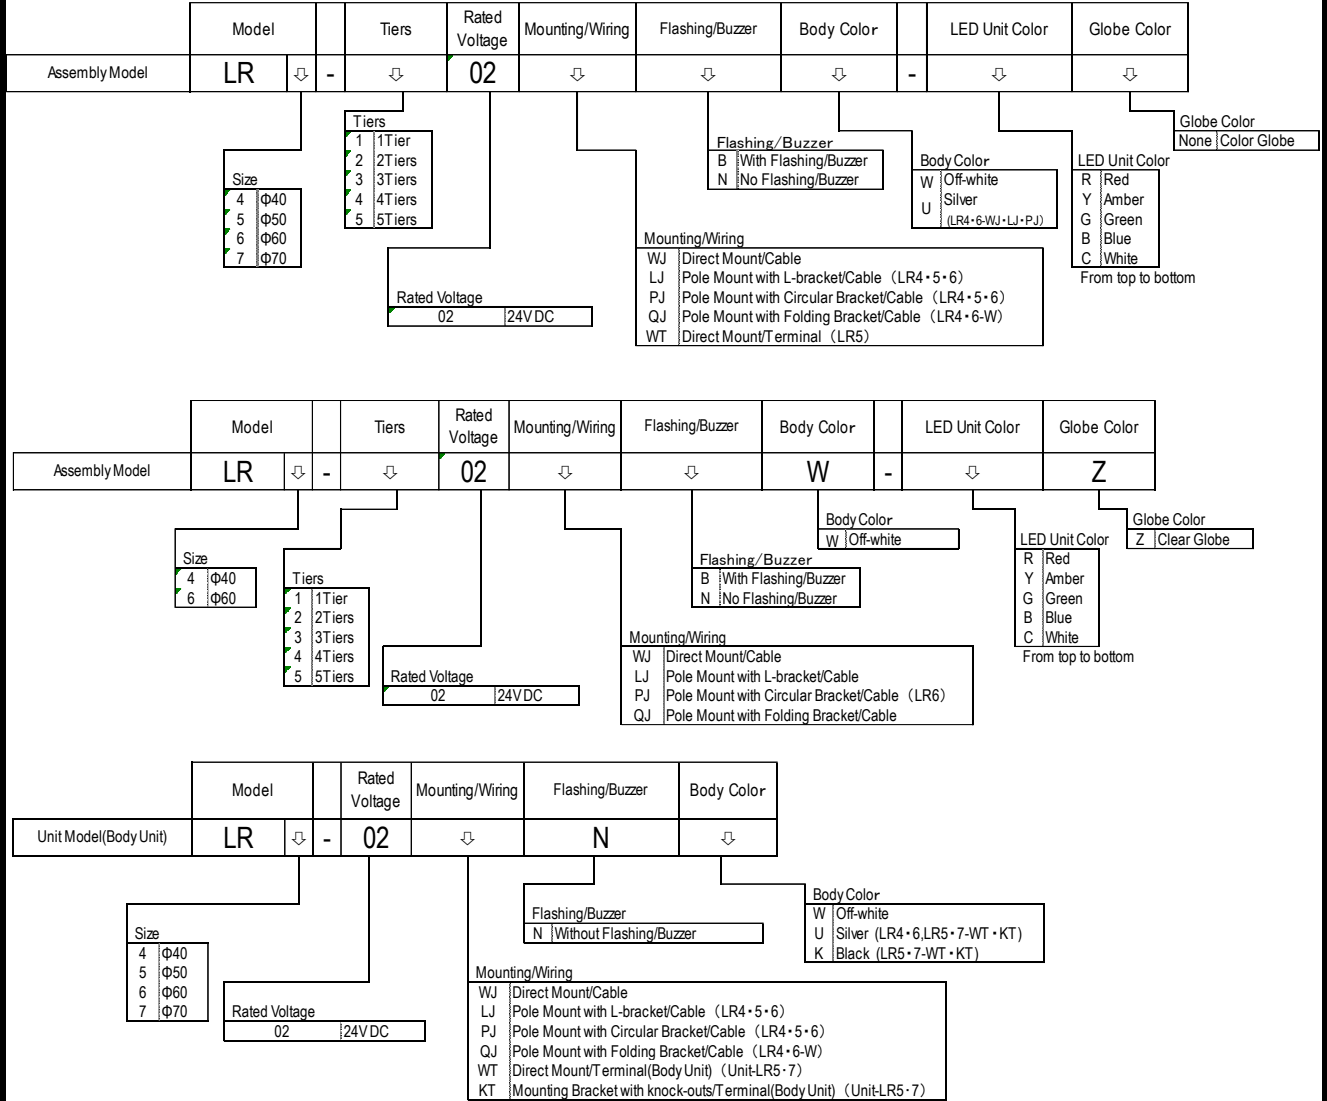 Model Tiers Rated Voltage Mounting/Wiring Flashing/Buzzer Body Color LED Unit Color Globe Color
Assembly Model LR ⇩ - ⇩ 02 ⇩ ⇩ ⇩ - ⇩ ⇩
Globe Color
None Color Globe
Tiers
1 1Tier
2 2Tiers
3 3Tiers
4 4Tiers
5 5Tiers
Flashing/Buzzer
B With Flashing/Buzzer
N No Flashing/Buzzer
Body Color
W Off-white
U Silver
(LR4・6-WJ・LJ・PJ)
LED Unit Color
R Red
Y Amber
G Green
B Blue
C White
From top to bottom
Size
4 Φ40
5 Φ50
6 Φ60
7 Φ70
Mounting/Wiring
WJ Direct Mount/Cable
LJ Pole Mount with L-bracket/Cable（LR4・5・6）
PJ Pole Mount with Circular Bracket/Cable（LR4・5・6）
QJ Pole Mount with Folding Bracket/Cable（LR4・6-W）
WT Direct Mount/Terminal（LR5）
Rated Voltage
02 24V DC
Model Tiers Rated Voltage Mounting/Wiring Flashing/Buzzer Body Color LED Unit Color Globe Color
Assembly Model LR ⇩ - ⇩ 02 ⇩ ⇩ W - ⇩ Z
Body Color
W Off-white
Globe Color
Z Clear Globe
LED Unit Color
R Red
Y Amber
G Green
B Blue
C White
From top to bottom
Size
4 Φ40
6 Φ60
Flashing/Buzzer
B With Flashing/Buzzer
N No Flashing/Buzzer
Tiers
1 1Tier
2 2Tiers
3 3Tiers
4 4Tiers
5 5Tiers
Mounting/Wiring
WJ Direct Mount/Cable
LJ Pole Mount with L-bracket/Cable
PJ Pole Mount with Circular Bracket/Cable（LR6）
QJ Pole Mount with Folding Bracket/Cable
Rated Voltage
02 24V DC
Model Rated Voltage Mounting/Wiring Flashing/Buzzer Body Color
Unit Model(Body Unit) LR ⇩ - 02 ⇩ N ⇩
Body Color
W Off-white
U Silver (LR4・6,LR5・7-WT・KT)
K Black (LR5・7-WT・KT)
Flashing/Buzzer
N Without Flashing/Buzzer
Size
4 Φ40
5 Φ50
6 Φ60
7 Φ70
Mounting/Wiring
WJ Direct Mount/Cable
LJ Pole Mount with L-bracket/Cable（LR4・5・6）
PJ Pole Mount with Circular Bracket/Cable（LR4・5・6）
QJ Pole Mount with Folding Bracket/Cable（LR4・6-W）
WT Direct Mount/Terminal(Body Unit)（Unit-LR5・7）
KT Mounting Bracket with knock-outs/Terminal(Body Unit)（Unit-LR5・7）
Rated Voltage
02 24V DC